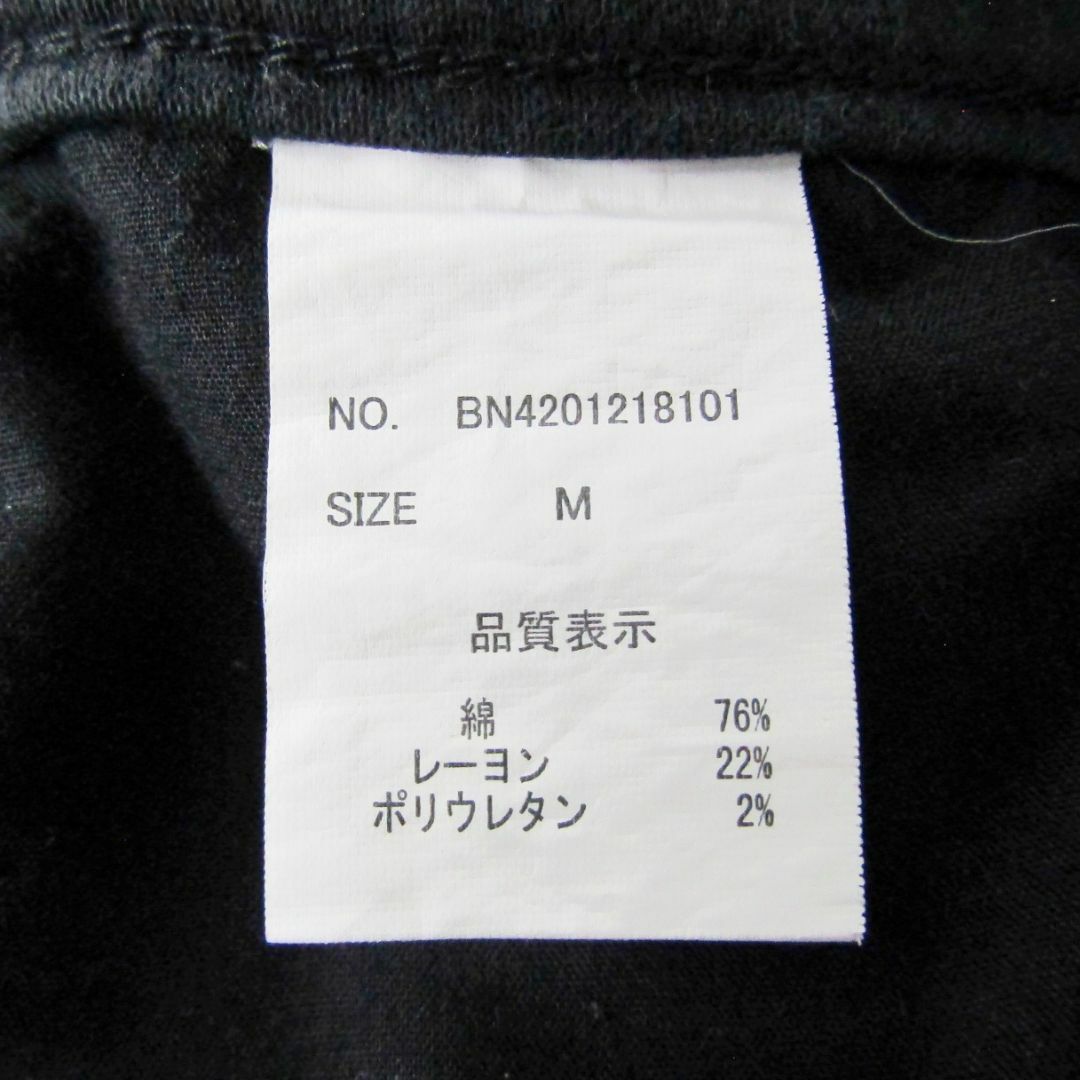 NO. BN4201218101
SIZE M
品質表示
綿 76%
レーヨン 22%
ポリウレタン 2%